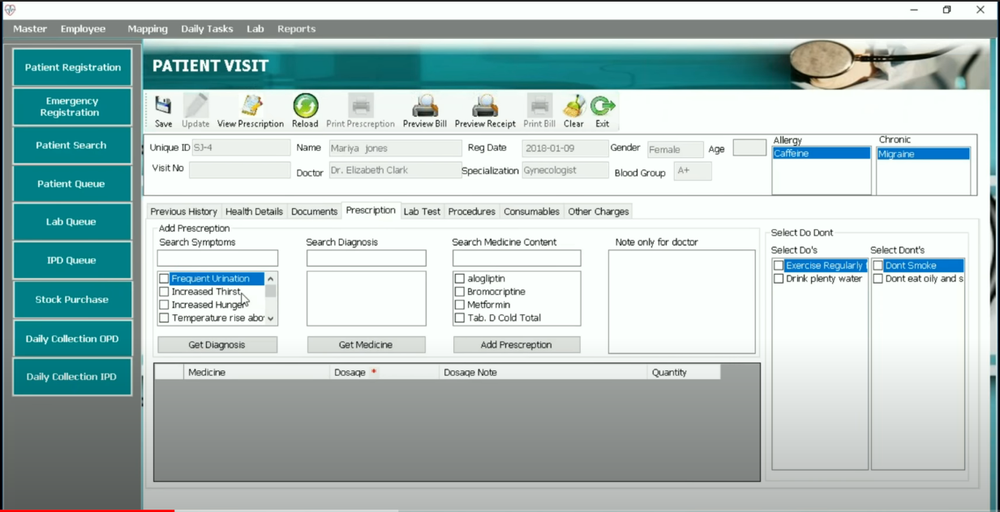 Master Employee Mapping Daily Tasks Lab Reports
Patient Registration
Emergency
Registration
Patient Search
Patient Queue
Lab Queue
IPD Queue
Stock Purchase
Daily Collection OPD
Daily Collection IPD
PATIENT VISIT
Save Update View Prescription Reload Print Prescreption Preview Bill Preview Receipt Print Bill Clear Exit
Unique ID SJ-4 Name Mariya jones Reg Date 2018-01-09 Gender Female Age
Visit No Doctor Dr. Elizabeth Clark Specialization Gynecologist Blood Group A+
Allergy Chronic
Caffeine Migraine
Previous History Health Details Documents Prescription Lab Test Procedures Consumables Other Charges
Add Prescreption
Search Symptoms Search Diagnosis Search Medicine Content Note only for doctor
Frequent Urination
Increased Thirst
Increased Hunger
Temperature rise abo
alogliptin
Bromocriptine
Metformin
Tab. D Cold Total
Get Diagnosis Get Medicine Add Prescreption
Medicine Dosage * Dosage Note Quantity
Select Do Dont
Select Do's Select Dont's
Exercise Regularly Dont Smoke
Drink plenty water Dont eat oily and s